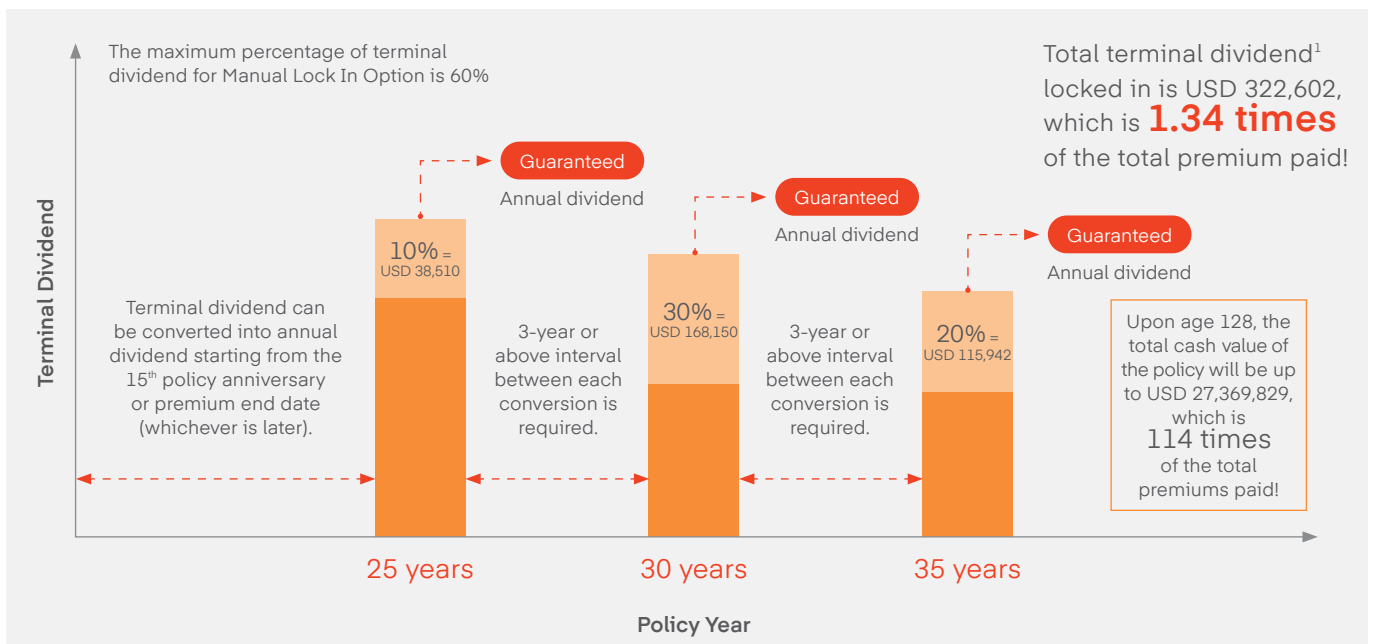 The maximum percentage of terminal
dividend for Manual Lock In Option is 60%
Total terminal dividend¹
locked in is USD 322,602,
which is 1.34 times
of the total premium paid!
Terminal Dividend
Guaranteed
Annual dividend
Guaranteed
Annual dividend
Guaranteed
Annual dividend
10% =
USD 38,510
30% =
USD 168,150
20% =
USD 115,942
Terminal dividend can
be converted into annual
dividend starting from the
15th policy anniversary
or premium end date
(whichever is later).
3-year or
above interval
between each
conversion is
required.
3-year or
above interval
between each
conversion is
required.
Upon age 128, the
total cash value of
the policy will be up
to USD 27,369,829,
which is
114 times
of the total
premiums paid!
25 years
30 years
35 years
Policy Year